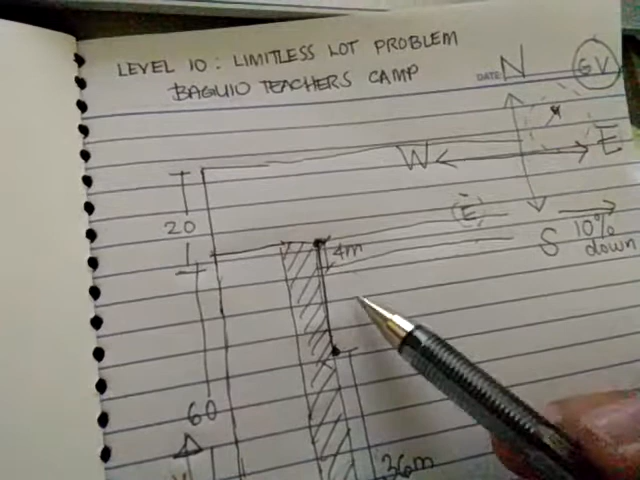 LEVEL 10: LIMITLESS LOT PROBLEM
BAGUIO TEACHERS CAMP
DATE: N
GV
W E
20
E
S 10%
down
4m
60
36m